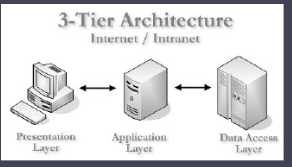 3-Tier Architecture
Internet / Intranet
Presentation Layer
Application Layer
Data Access Layer